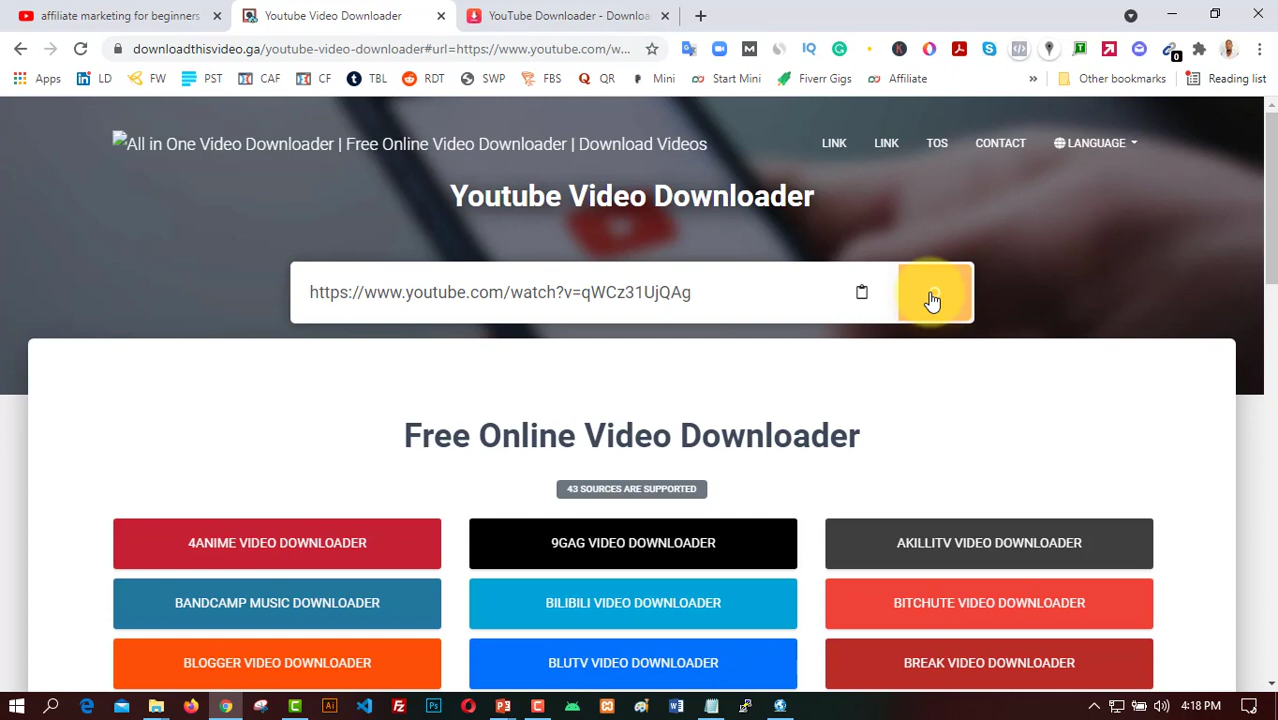 affiliate marketing for beginners
Youtube Video Downloader
YouTube Downloader - Downloa
downloadthisvideo.ga/youtube-video-downloader#url=https://www.youtube.com/w...
Apps LD FW PST CAF CF TBL RDT SWP FBS QR Mini Start Mini Fiverr Gigs Affiliate » Other bookmarks Reading list
All in One Video Downloader | Free Online Video Downloader | Download Videos
LINK LINK TOS CONTACT LANGUAGE
Youtube Video Downloader
https://www.youtube.com/watch?v=qWCz31UjQAg
Free Online Video Downloader
43 SOURCES ARE SUPPORTED
4ANIME VIDEO DOWNLOADER 9GAG VIDEO DOWNLOADER AKILLITV VIDEO DOWNLOADER
BANDCAMP MUSIC DOWNLOADER BILIBILI VIDEO DOWNLOADER BITCHUTE VIDEO DOWNLOADER
BLOGGER VIDEO DOWNLOADER BLUTV VIDEO DOWNLOADER BREAK VIDEO DOWNLOADER
4:18 PM